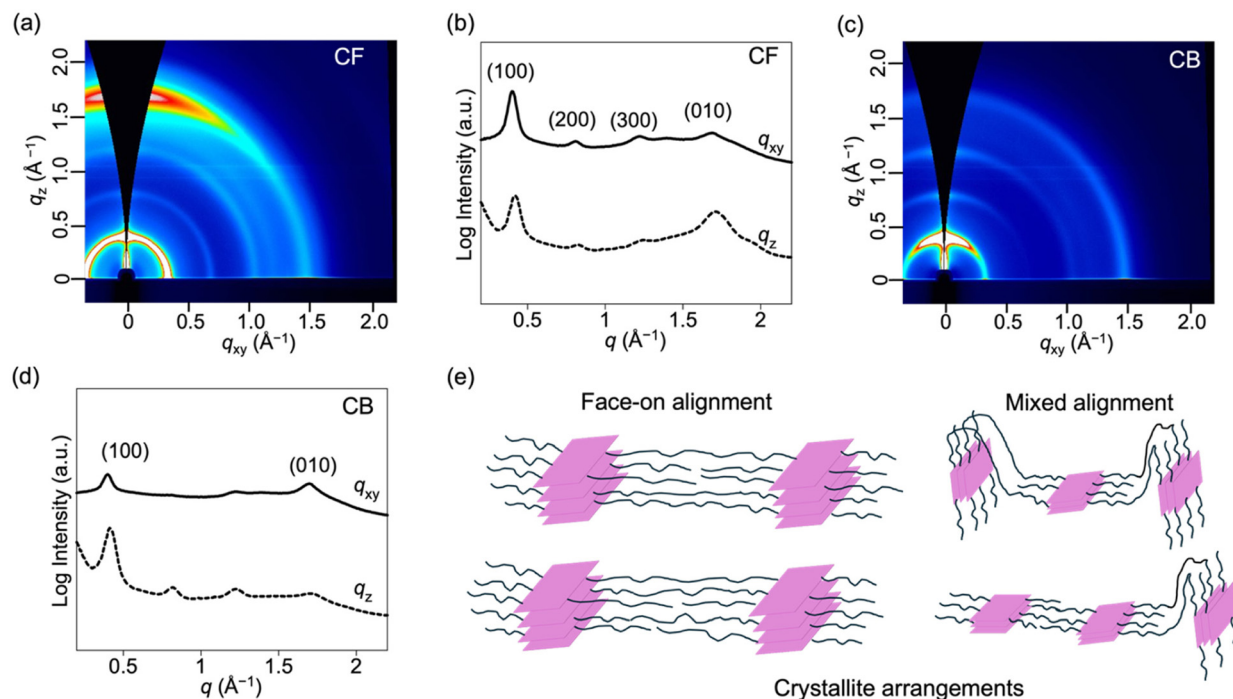 (a)
CF
2.0
1.5
1.0
0.5
0
q_z (Å⁻¹)
0 0.5 1.0 1.5 2.0
q_xy (Å⁻¹)
(b)
CF
(100)
(200) (300) (010)
q_xy
q_z
Log Intensity (a.u.)
0.5 1 1.5 2
q (Å⁻¹)
(c)
CB
2.0
1.5
1.0
0.5
0
q_z (Å⁻¹)
0 0.5 1.0 1.5 2.0
q_xy (Å⁻¹)
(d)
CB
(100) (010)
q_xy
q_z
Log Intensity (a.u.)
0.5 1 1.5 2
q (Å⁻¹)
(e)
Face-on alignment
Mixed alignment
Crystallite arrangements